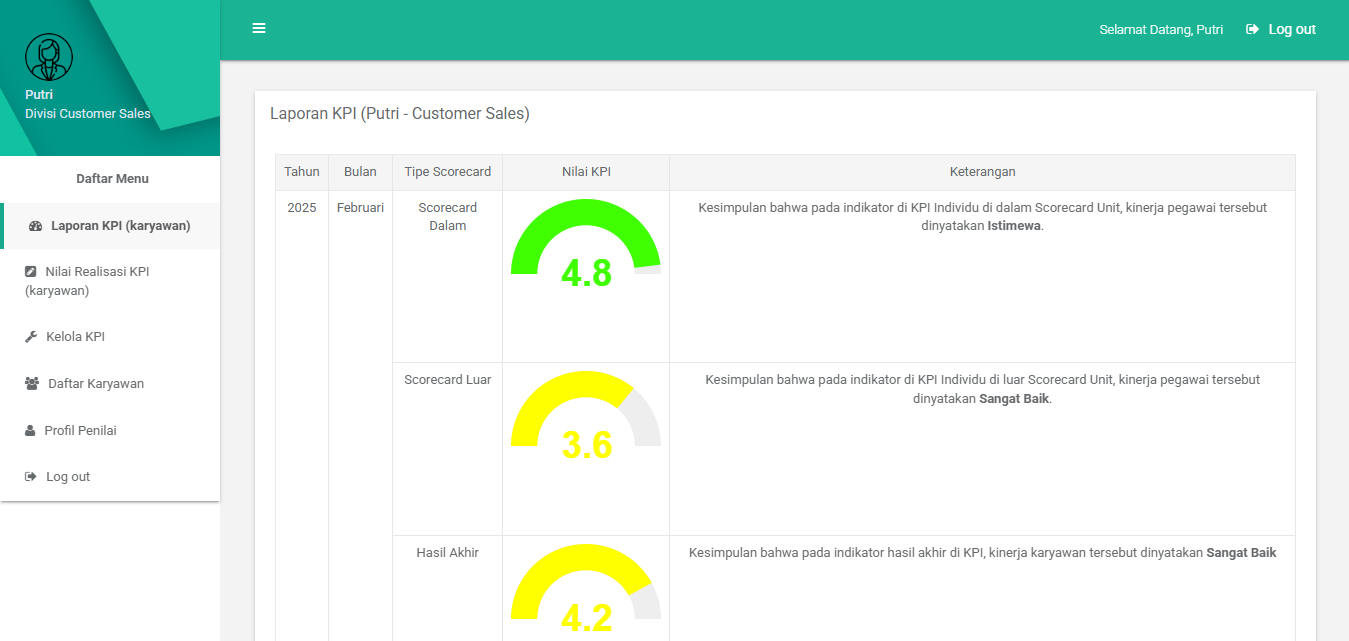 Selamat Datang, Putri
Log out
Putri
Divisi Customer Sales
Daftar Menu
Laporan KPI (karyawan)
Nilai Realisasi KPI
(karyawan)
Kelola KPI
Daftar Karyawan
Profil Penilai
Log out
Laporan KPI (Putri - Customer Sales)
Tahun Bulan Tipe Scorecard Nilai KPI Keterangan
2025 Februari Scorecard
Dalam
4.8
Kesimpulan bahwa pada indikator di KPI Individu di dalam Scorecard Unit, kinerja pegawai tersebut
dinyatakan Istimewa.
Scorecard Luar
3.6
Kesimpulan bahwa pada indikator di KPI Individu di luar Scorecard Unit, kinerja pegawai tersebut
dinyatakan Sangat Baik.
Hasil Akhir
4.2
Kesimpulan bahwa pada indikator hasil akhir di KPI, kinerja karyawan tersebut dinyatakan Sangat Baik